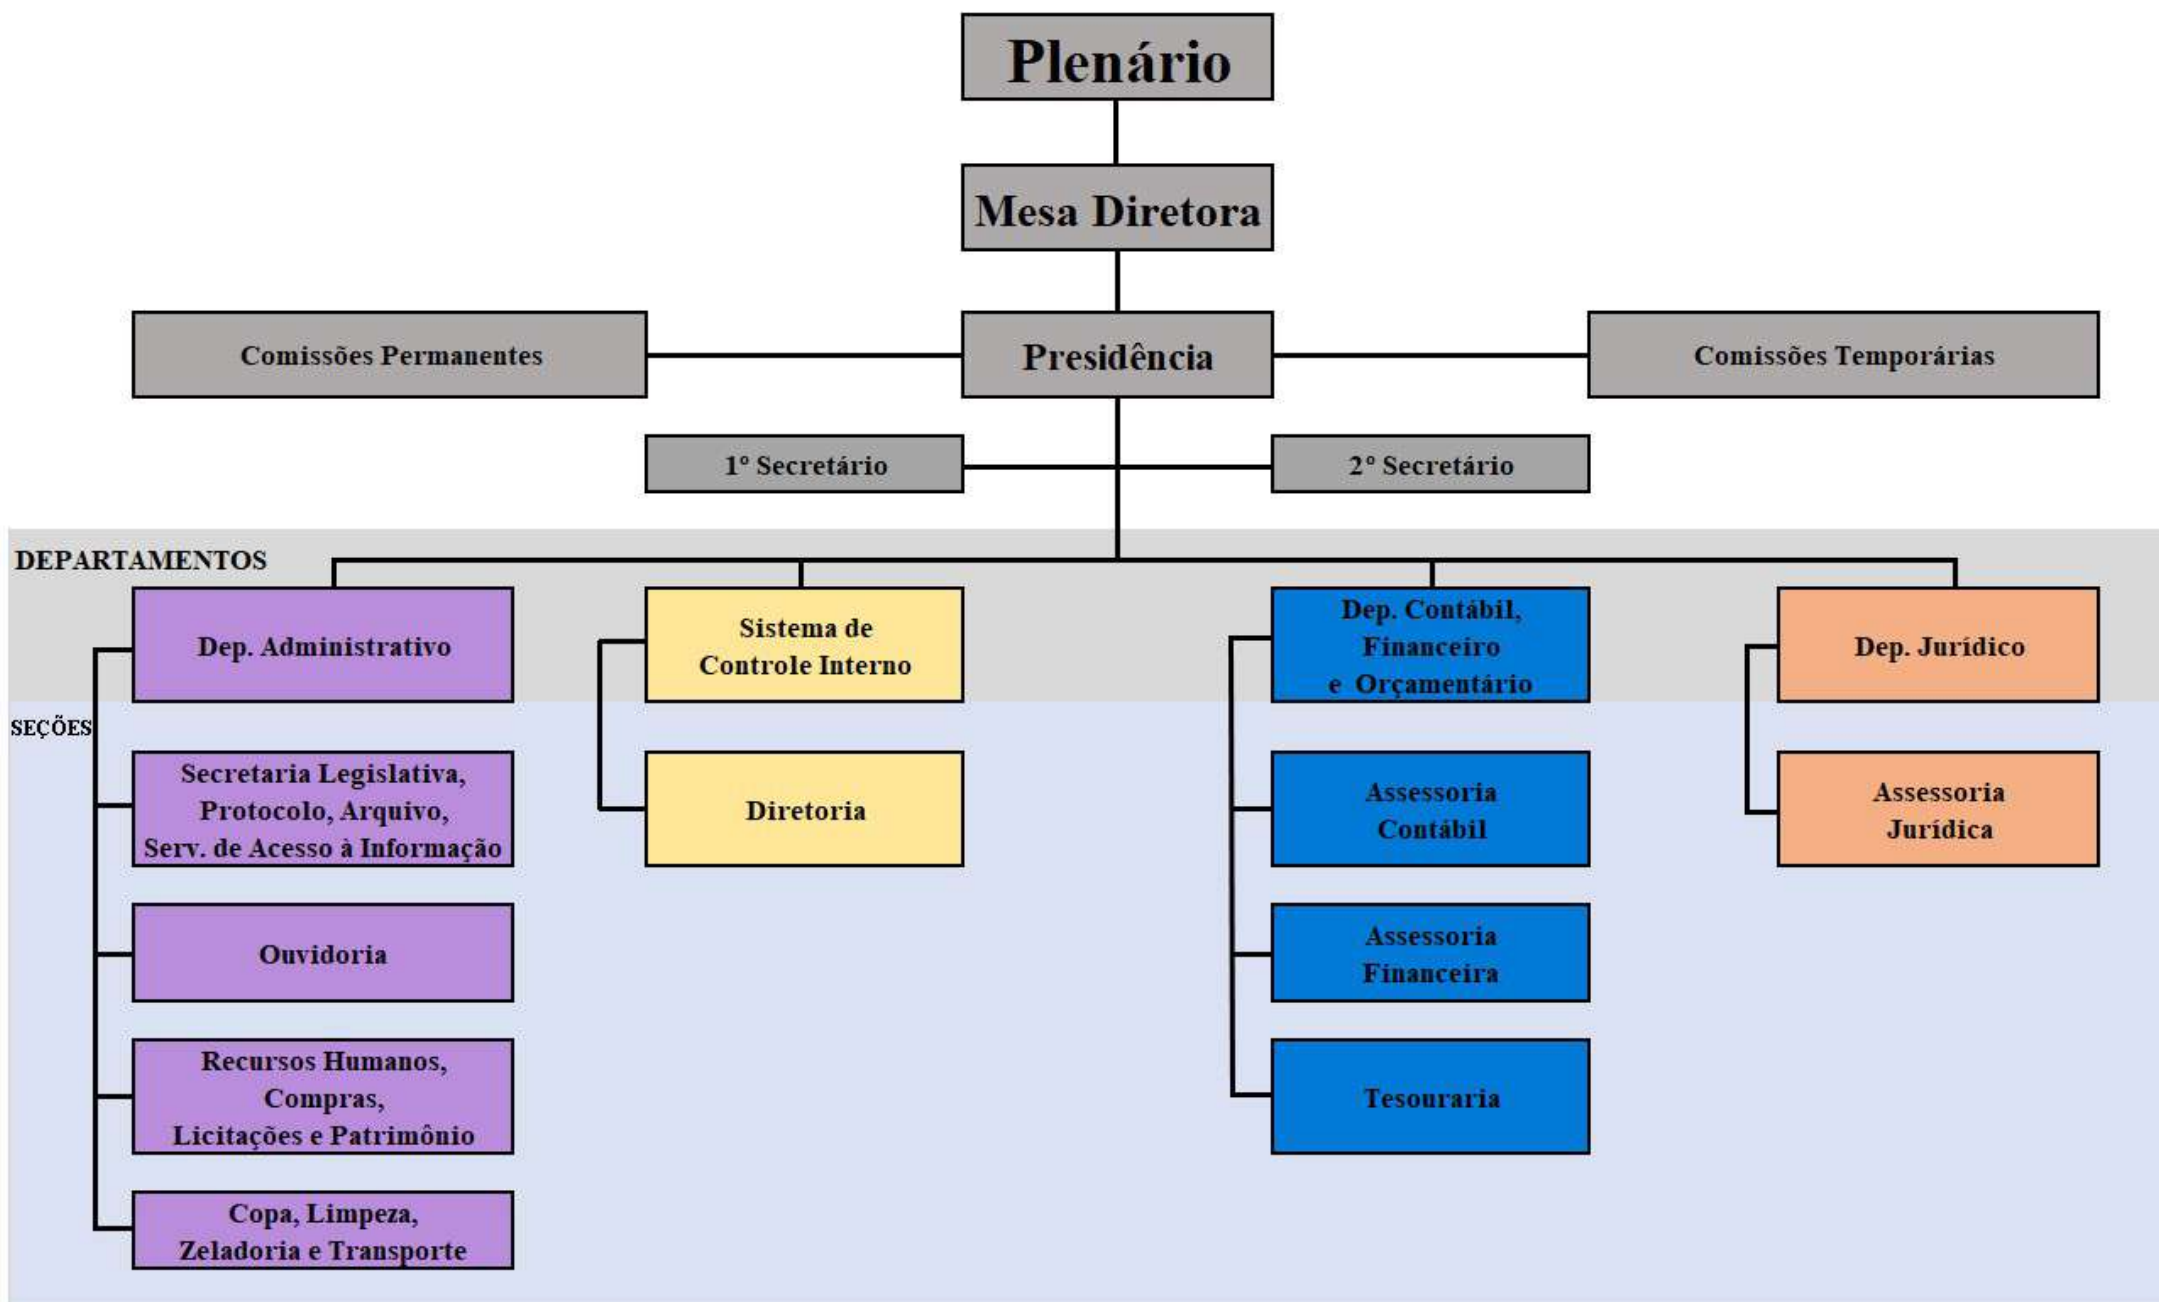 Plenário
Mesa Diretora
Comissões Permanentes
Presidência
Comissões Temporárias
1º Secretário
2º Secretário
DEPARTAMENTOS
Dep. Administrativo
Sistema de
Controle Interno
Dep. Contábil,
Financeiro
e Orçamentário
Dep. Jurídico
SEÇÕES
Secretaria Legislativa,
Protocolo, Arquivo,
Serv. de Acesso à Informação
Diretoria
Assessoria
Contábil
Assessoria
Jurídica
Ouvidoria
Assessoria
Financeira
Recursos Humanos,
Compras,
Licitações e Patrimônio
Tesouraria
Copa, Limpeza,
Zeladoria e Transporte